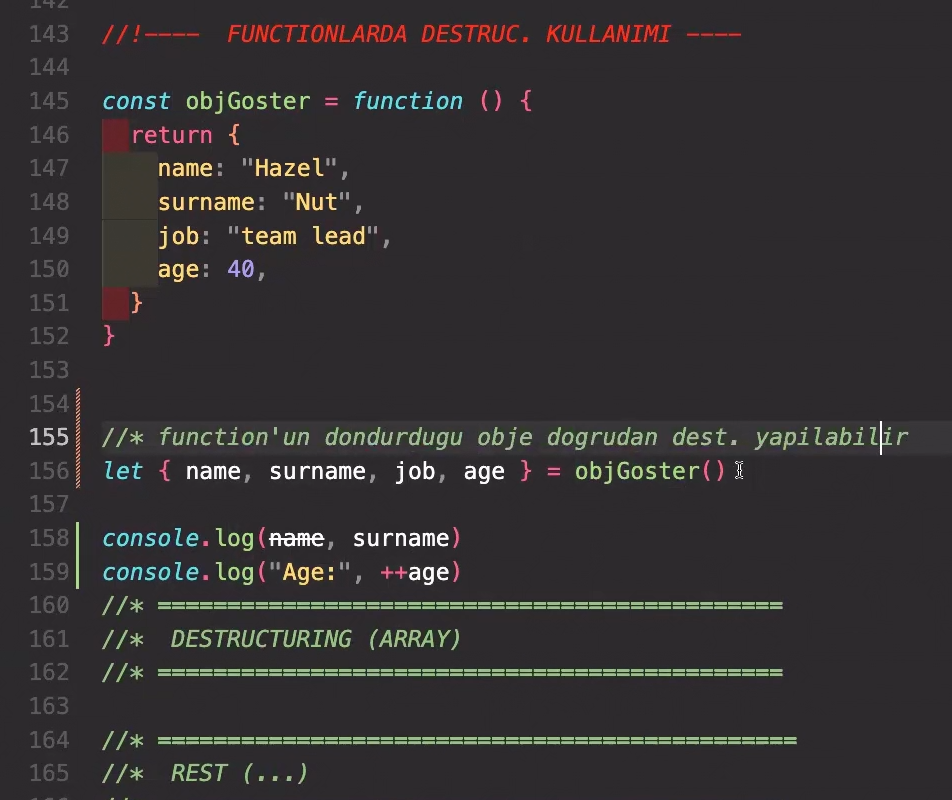 142
143 //!---- FUNCTIONLARDA DESTRUC. KULLANIMI ----
144
145 const objGoster = function () {
146 return {
147 name: "Hazel",
148 surname: "Nut",
149 job: "team lead",
150 age: 40,
151 }
152 }
153
154
155 //* function'un dondurdugu obje dogrudan dest. yapilabilir
156 let { name, surname, job, age } = objGoster()
157
158 console.log(name, surname)
159 console.log("Age:", ++age)
160 //* =============================================
161 //* DESTRUCTURING (ARRAY)
162 //* =============================================
163
164 //* ==============================================
165 //* REST (...)